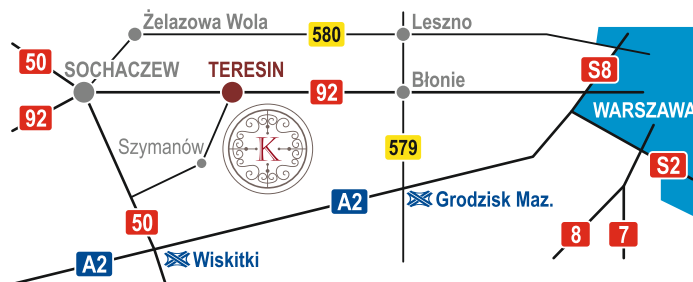 Żelazowa Wola
Leszno
580
50
S8
SOCHACZEW
TERESIN
Błonie
92
92
WARSZAWA
Szymanów
K
579
S2
A2
Grodzisk Maz.
50
8
7
A2
Wiskitki